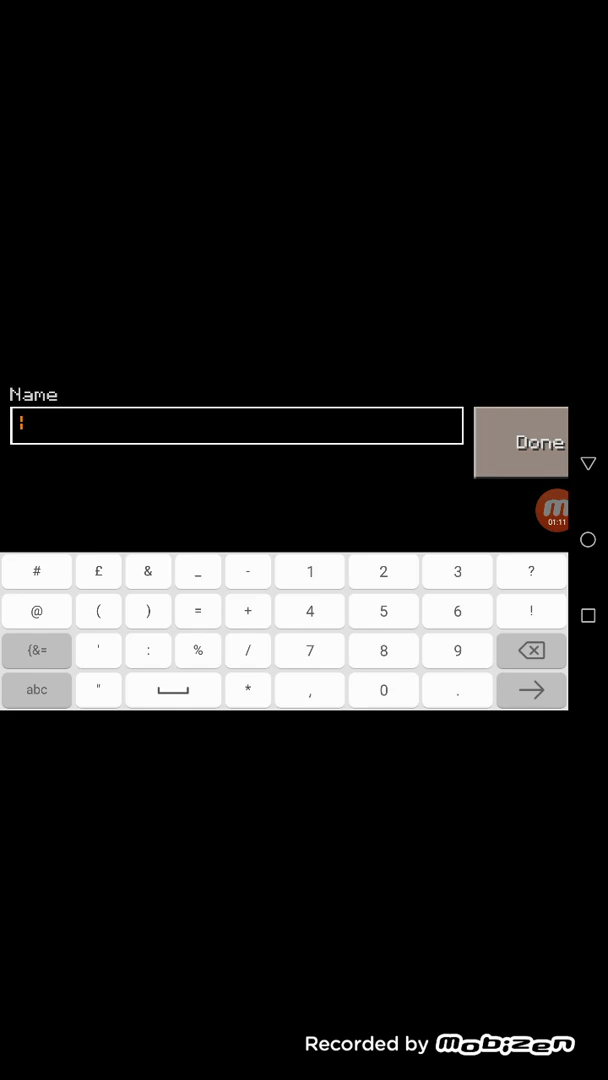 Name
Done
01:11
# £ & _ - 1 2 3 ?
@ ( ) = + 4 5 6 !
{&= ' : % / 7 8 9
abc " * , 0 .
Recorded by mobizen